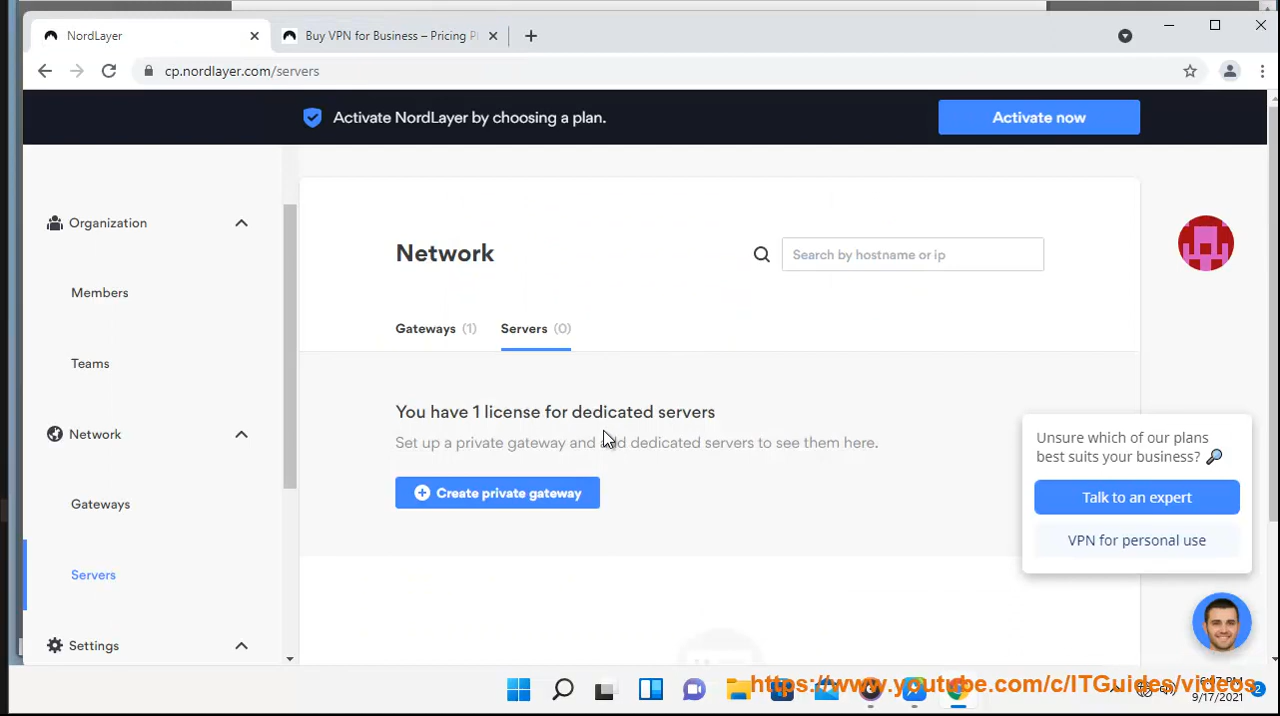 NordLayer
Buy VPN for Business – Pricing P
cp.nordlayer.com/servers
Activate NordLayer by choosing a plan.
Activate now
Organization
Members
Teams
Network
Gateways
Servers
Settings
Network
Search by hostname or ip
Gateways (1)
Servers (0)
You have 1 license for dedicated servers
Set up a private gateway and add dedicated servers to see them here.
Create private gateway
Unsure which of our plans
best suits your business?
Talk to an expert
VPN for personal use
https://www.youtube.com/c/ITGuides/videos
9/17/2021
2